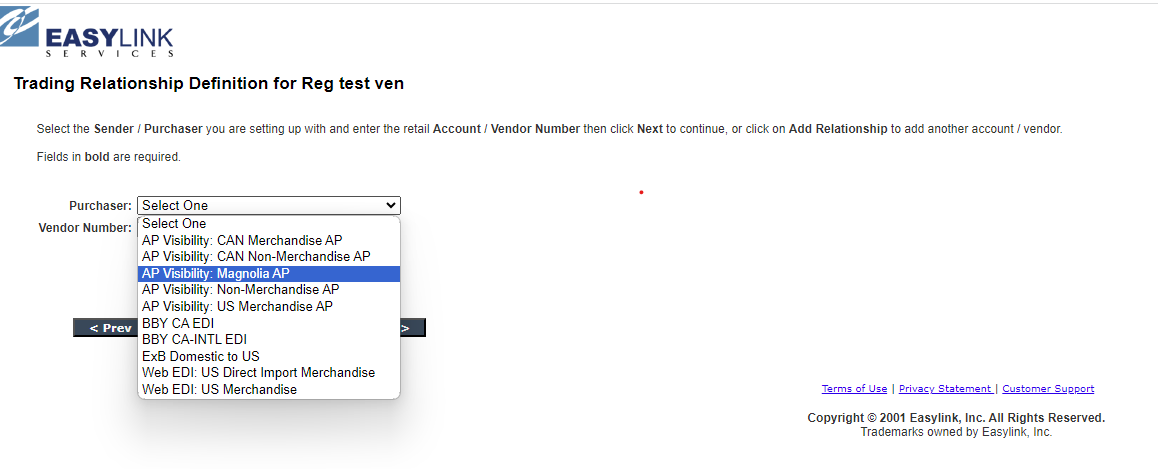 EASYLINK
SERVICES
Trading Relationship Definition for Reg test ven
Select the Sender / Purchaser you are setting up with and enter the retail Account / Vendor Number then click Next to continue, or click on Add Relationship to add another account / vendor.
Fields in bold are required.
Purchaser: Select One
Vendor Number:
Select One
AP Visibility: CAN Merchandise AP
AP Visibility: CAN Non-Merchandise AP
AP Visibility: Magnolia AP
AP Visibility: Non-Merchandise AP
AP Visibility: US Merchandise AP
BBY CA EDI
BBY CA-INTL EDI
ExB Domestic to US
Web EDI: US Direct Import Merchandise
Web EDI: US Merchandise
< Prev >
Terms of Use | Privacy Statement | Customer Support
Copyright © 2001 Easylink, Inc. All Rights Reserved.
Trademarks owned by Easylink, Inc.